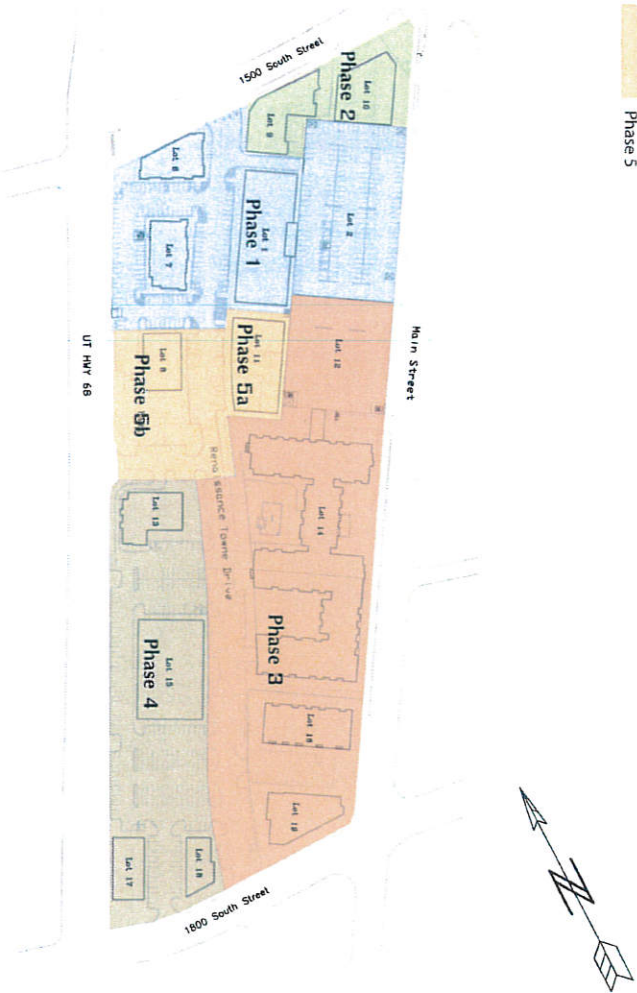 Phase 5
1500 South Street
Lot 10
Phase 2
Lot 9
Lot 6
Lot 2
Lot 1
Phase 1
Lot 7
Main Street
Lot 12
Lot 11
Phase 5a
Lot 8
Phase 5b
UT HWY 68
Renaissance Towne Drive
Lot 14
Lot 13
Phase 3
Lot 15
Phase 4
Lot 16
Lot 19
Lot 18
Lot 17
1800 South Street
N